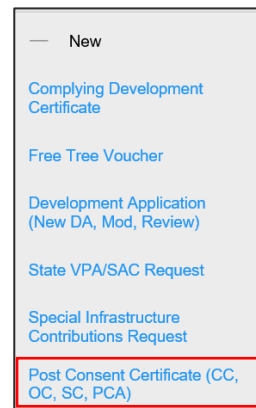 — New
Complying Development
Certificate
Free Tree Voucher
Development Application
(New DA, Mod, Review)
State VPA/SAC Request
Special Infrastructure
Contributions Request
Post Consent Certificate (CC,
OC, SC, PCA)